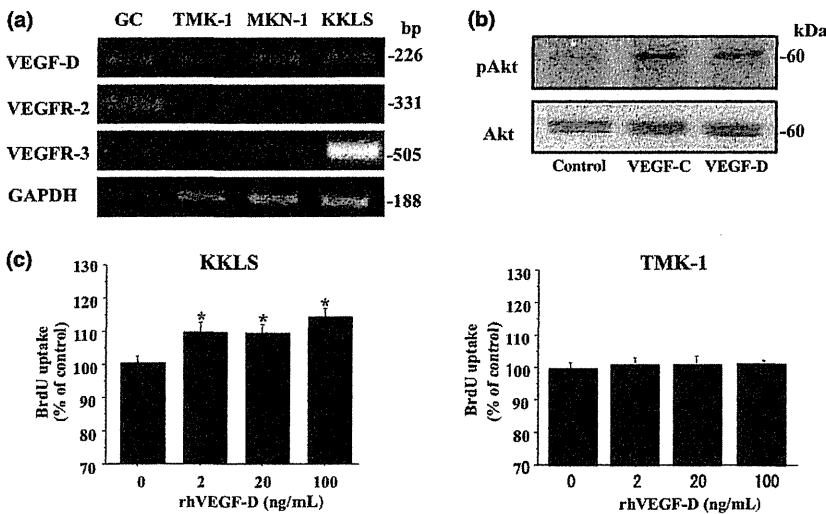 (a)
GC TMK-1 MKN-1 KKLS bp
VEGF-D -226
VEGFR-2 -331
VEGFR-3 -505
GAPDH -188
(b)
kDa
pAkt -60
Akt -60
Control VEGF-C VEGF-D
(c)
KKLS
BrdU uptake
(% of control)
130
120
110
100
90
80
70
* * *
0 2 20 100
rhVEGF-D (ng/mL)
TMK-1
BrdU uptake
(% of control)
130
120
110
100
90
80
70
0 2 20 100
rhVEGF-D (ng/mL)